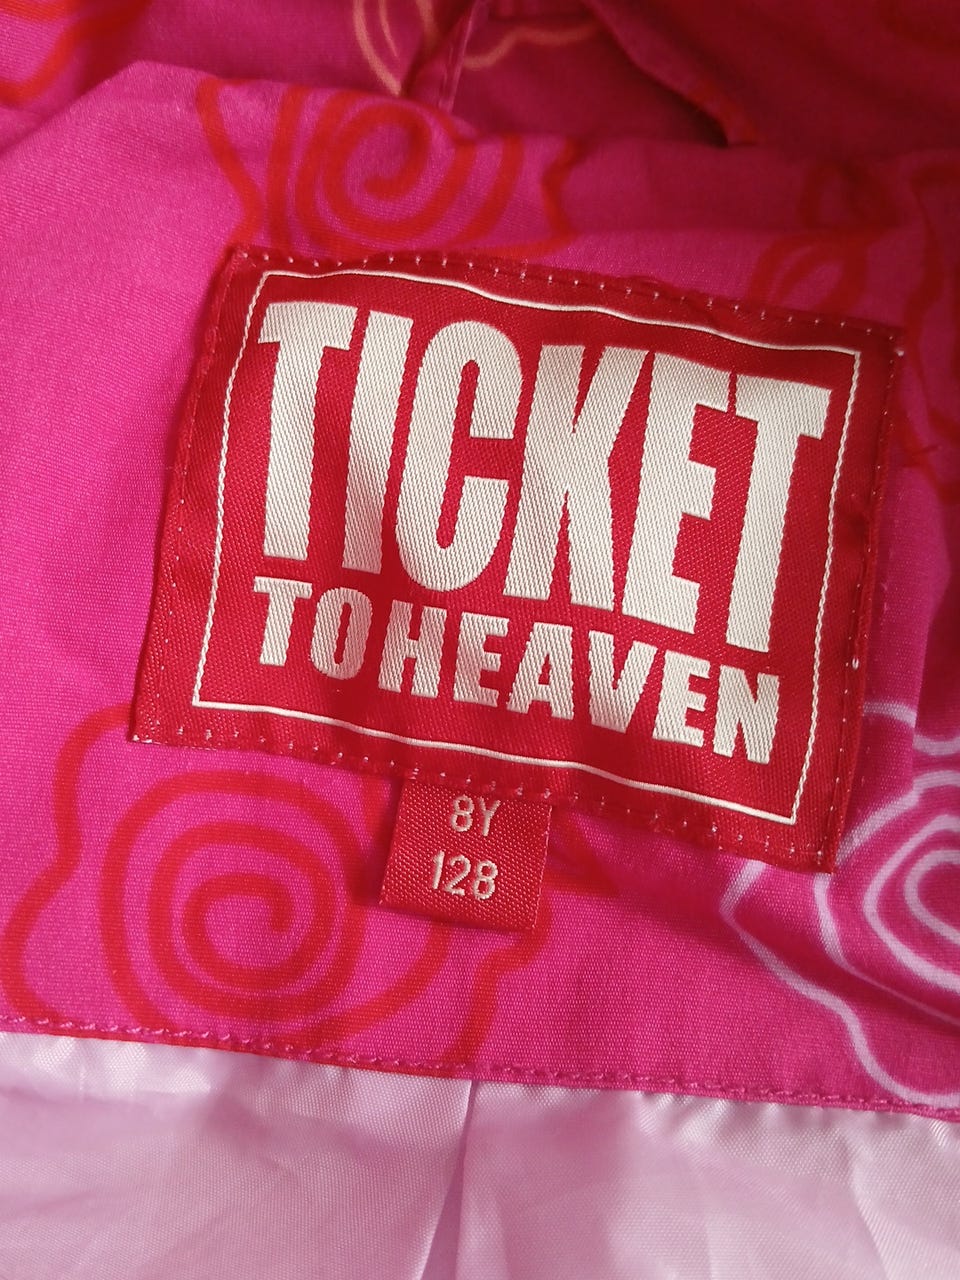 TICKET
TO HEAVEN
8Y
128